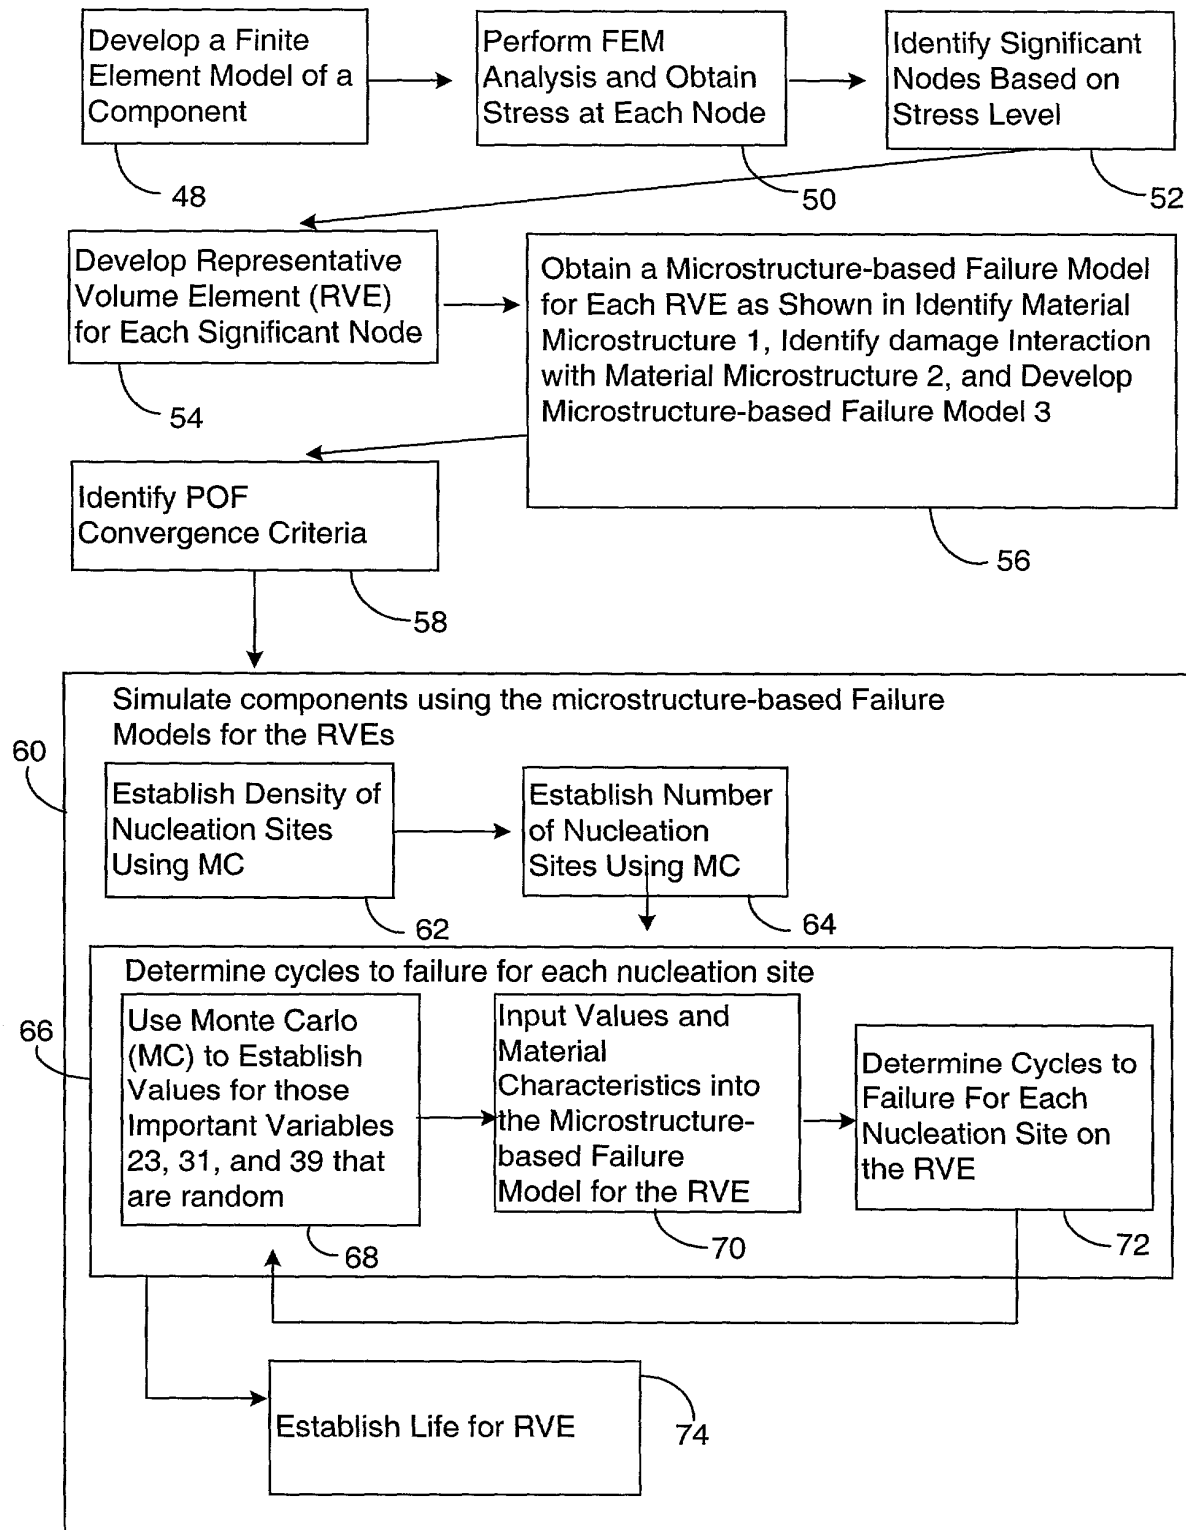 Develop a Finite
Element Model of a
Component
48
Perform FEM
Analysis and Obtain
Stress at Each Node
50
Identify Significant
Nodes Based on
Stress Level
52
Develop Representative
Volume Element (RVE)
for Each Significant Node
54
Obtain a Microstructure-based Failure Model
for Each RVE as Shown in Identify Material
Microstructure 1, Identify damage Interaction
with Material Microstructure 2, and Develop
Microstructure-based Failure Model 3
56
Identify POF
Convergence Criteria
58
60
Simulate components using the microstructure-based Failure
Models for the RVEs
Establish Density of
Nucleation Sites
Using MC
62
Establish Number
of Nucleation
Sites Using MC
64
66
Determine cycles to failure for each nucleation site
Use Monte Carlo
(MC) to Establish
Values for those
Important Variables
23, 31, and 39 that
are random
68
Input Values and
Material
Characteristics into
the Microstructure-
based Failure
Model for the RVE
70
Determine Cycles to
Failure For Each
Nucleation Site on
the RVE
72
Establish Life for RVE
74